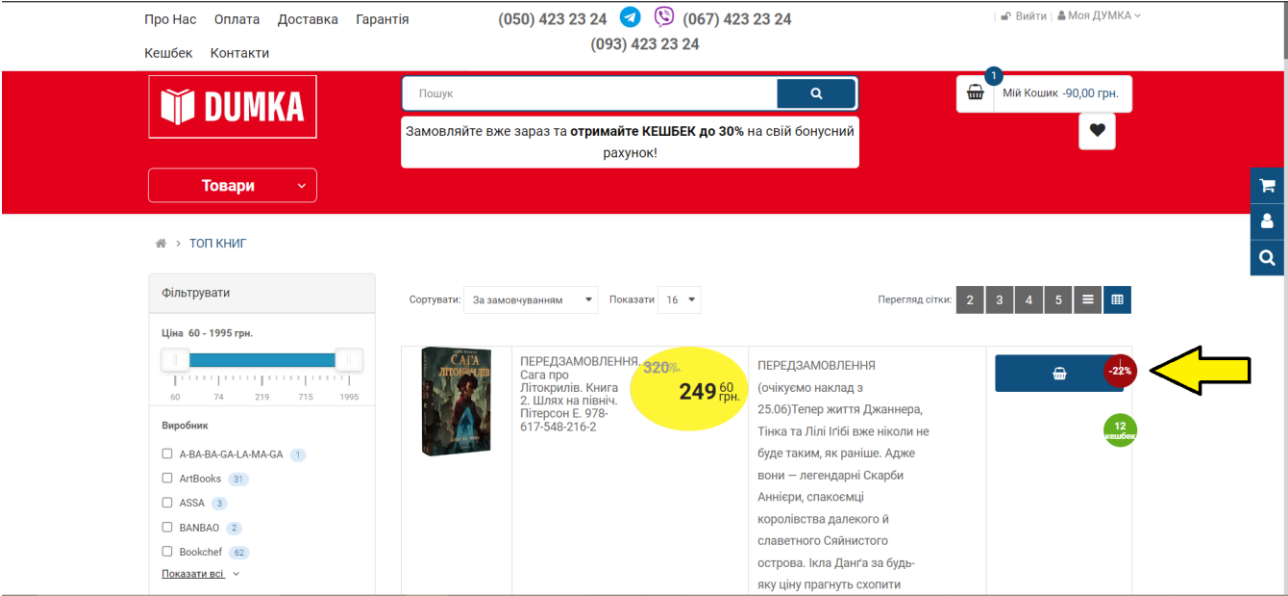 Про Нас Оплата Доставка Гарантія
Кешбек Контакти
(050) 423 23 24 (067) 423 23 24
(093) 423 23 24
Вийти | Моя ДУМКА
DUMKA
Товари
Пошук
Замовляйте вже зараз та отримайте КЕШБЕК до 30% на свій бонусний
рахунок!
1
Мій Кошик -90,00 грн.
> ТОП КНИГ
Фільтрувати
Ціна 60 - 1995 грн.
60 74 219 715 1995
Виробник
А-BA-BA-GA-LA-MA-GA 1
ArtBooks 31
ASSA 3
BANBAO 2
Bookchef 62
Показати всі
Сортувати: За замовчуванням Показати 16
Перегляд сітки: 2 3 4 5
САГА
ЛІТОКРИЛІВ
ПЕРЕДЗАМОВЛЕННЯ.
Сага про
Літокрилів. Книга
2. Шлях на північ.
Пітерсон Е. 978-
617-548-216-2
320
249 60 грн.
ПЕРЕДЗАМОВЛЕННЯ
(очікуємо наклад з
25.06)Тепер життя Джаннера,
Тінка та Лілі Іґібі вже ніколи не
буде таким, як раніше. Адже
вони — легендарні Скарби
Аннієри, спакоємці
королівства далекого й
славетного Сяйнистого
острова. Ікла Данґа за будь-
яку ціну прагнуть схопити
-22%
12
кешбек